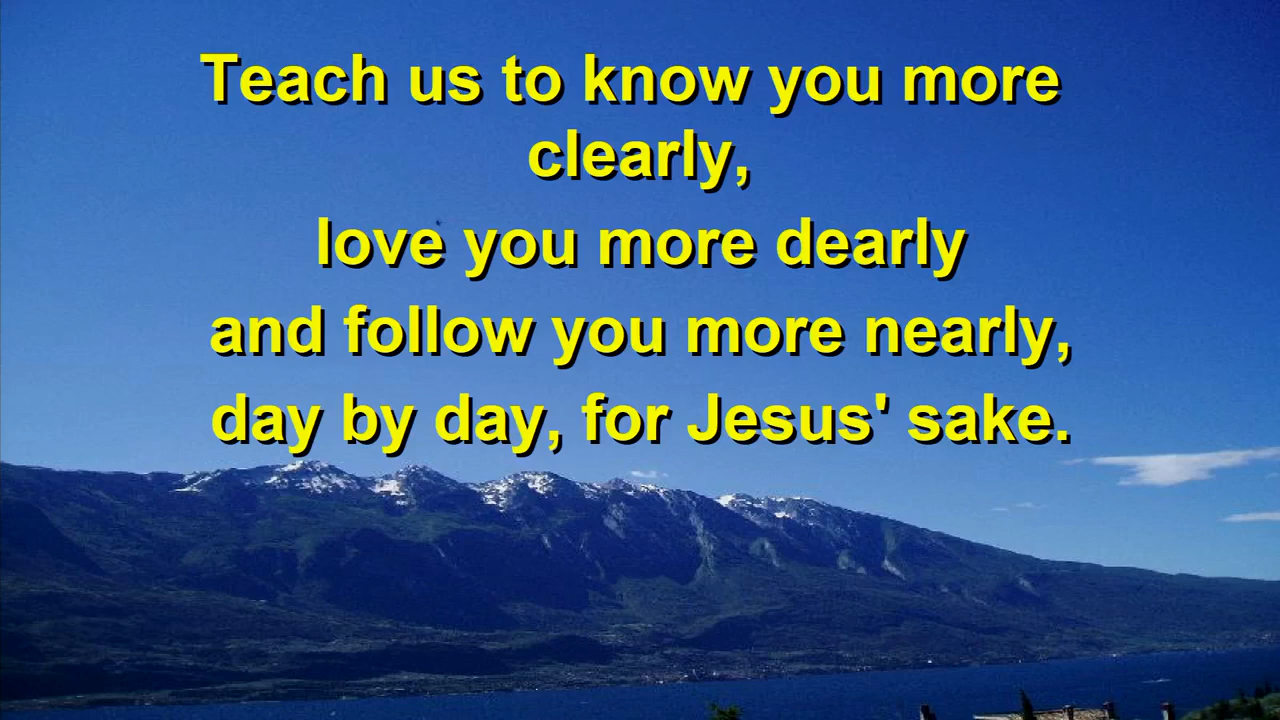 Teach us to know you more
clearly,
love you more dearly
and follow you more nearly,
day by day, for Jesus' sake.